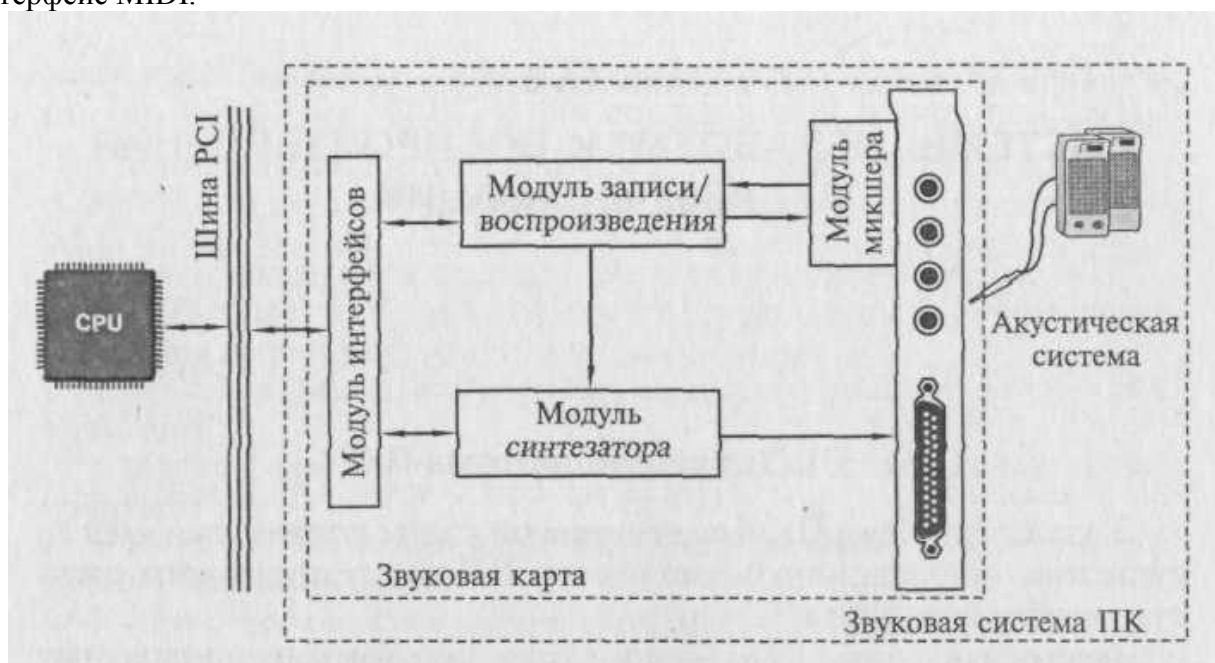 терфейс MIDI.
Шина PCI
CPU
Модуль интерфейсов
Модуль записи/
воспроизведения
Модуль
микшера
Модуль
синтезатора
Акустическая
система
Звуковая карта
Звуковая система ПК